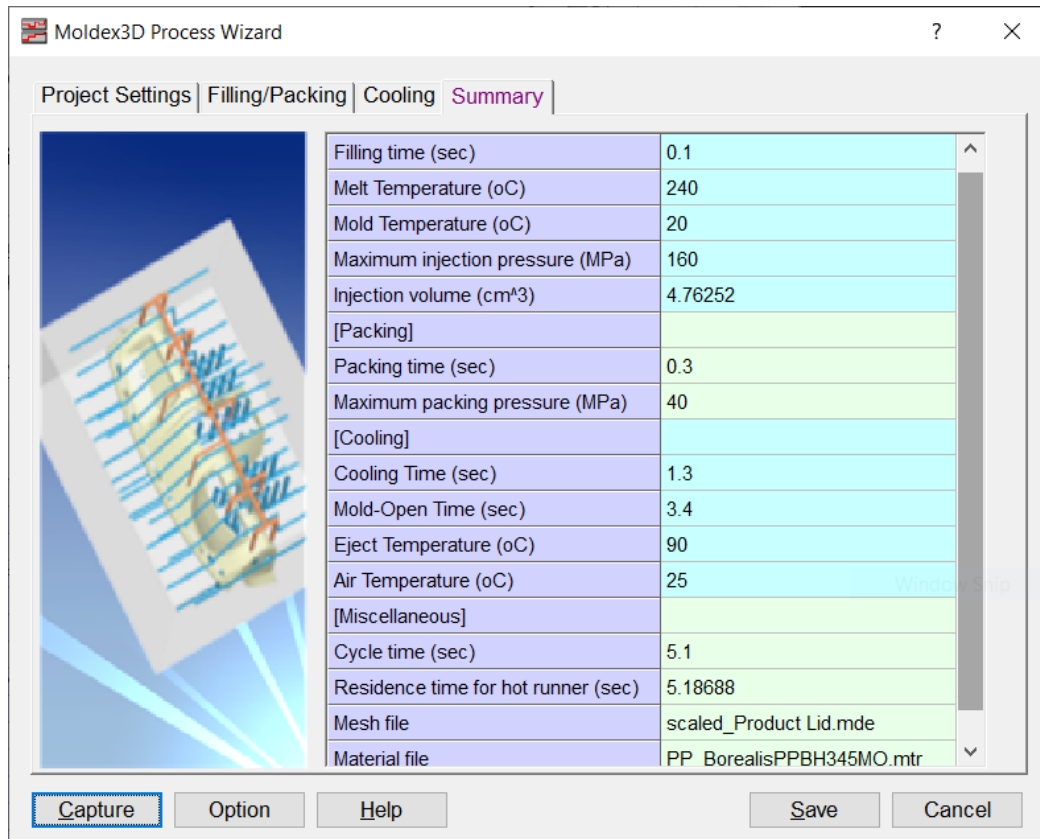 Moldex3D Process Wizard ?
Project Settings Filling/Packing Cooling Summary
Filling time (sec) 0.1
Melt Temperature (oC) 240
Mold Temperature (oC) 20
Maximum injection pressure (MPa) 160
Injection volume (cm^3) 4.76252
[Packing]
Packing time (sec) 0.3
Maximum packing pressure (MPa) 40
[Cooling]
Cooling Time (sec) 1.3
Mold-Open Time (sec) 3.4
Eject Temperature (oC) 90
Air Temperature (oC) 25
Window Snip
[Miscellaneous]
Cycle time (sec) 5.1
Residence time for hot runner (sec) 5.18688
Mesh file scaled_Product Lid.mde
Material file PP_BorealisPPBH345MO.mtr
Capture Option Help Save Cancel